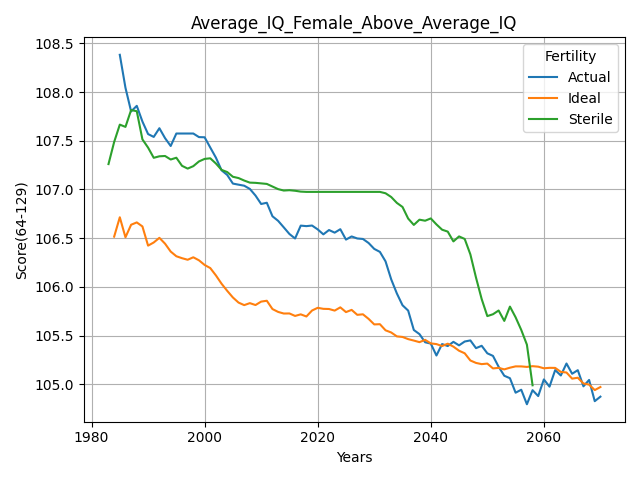 Average_IQ_Female_Above_Average_IQ
Fertility
Actual
Ideal
Sterile
Score(64-129)
108.5
108.0
107.5
107.0
106.5
106.0
105.5
105.0
1980
2000
2020
2040
2060
Years